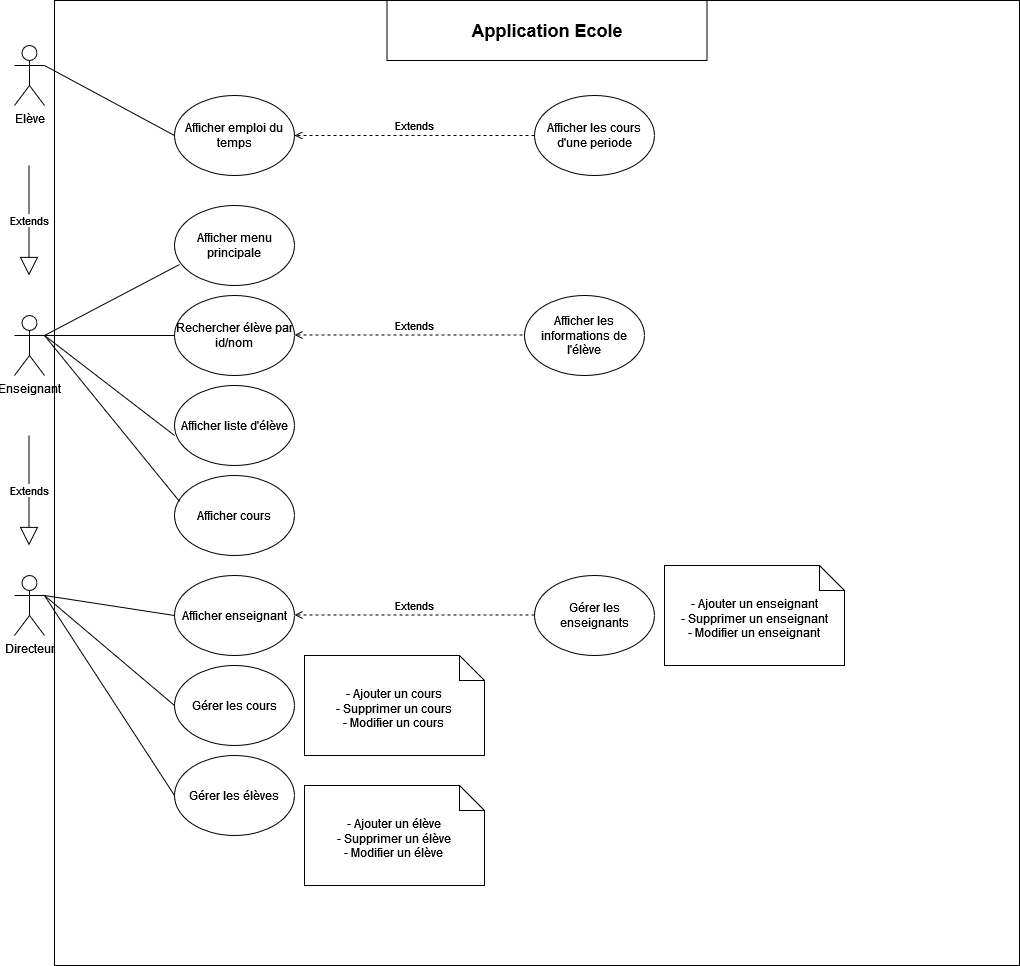 Application Ecole
Elève
Afficher emploi du
temps
Extends
Afficher les cours
d'une periode
Extends
Afficher menu
principale
Enseignant
Rechercher élève par
id/nom
Extends
Afficher les
informations de
l'élève
Afficher liste d'élève
Extends
Afficher cours
Directeur
Afficher enseignant
Extends
Gérer les
enseignants
- Ajouter un enseignant
- Supprimer un enseignant
- Modifier un enseignant
Gérer les cours
- Ajouter un cours
- Supprimer un cours
- Modifier un cours
Gérer les élèves
- Ajouter un élève
- Supprimer un élève
- Modifier un élève